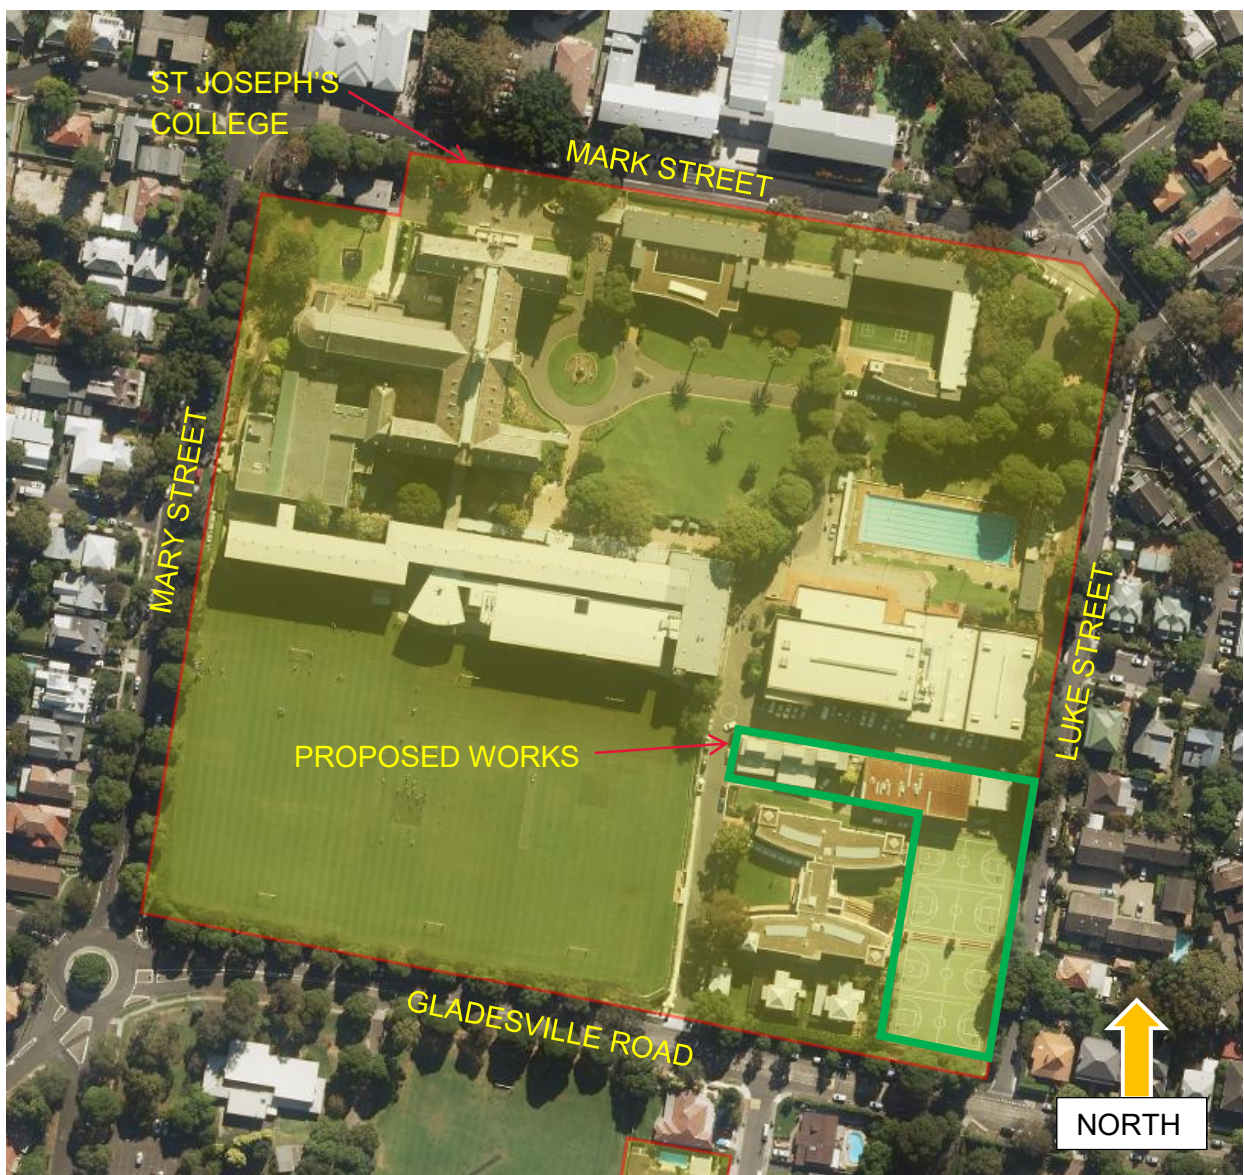 ST JOSEPH'S
COLLEGE
MARK STREET
MARY STREET
LUKE STREET
PROPOSED WORKS
GLADESVILLE ROAD
NORTH